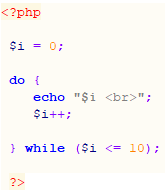 <?php
$i = 0;
do {
echo "$i <br>";
$i++;
} while ($i <= 10);
?>